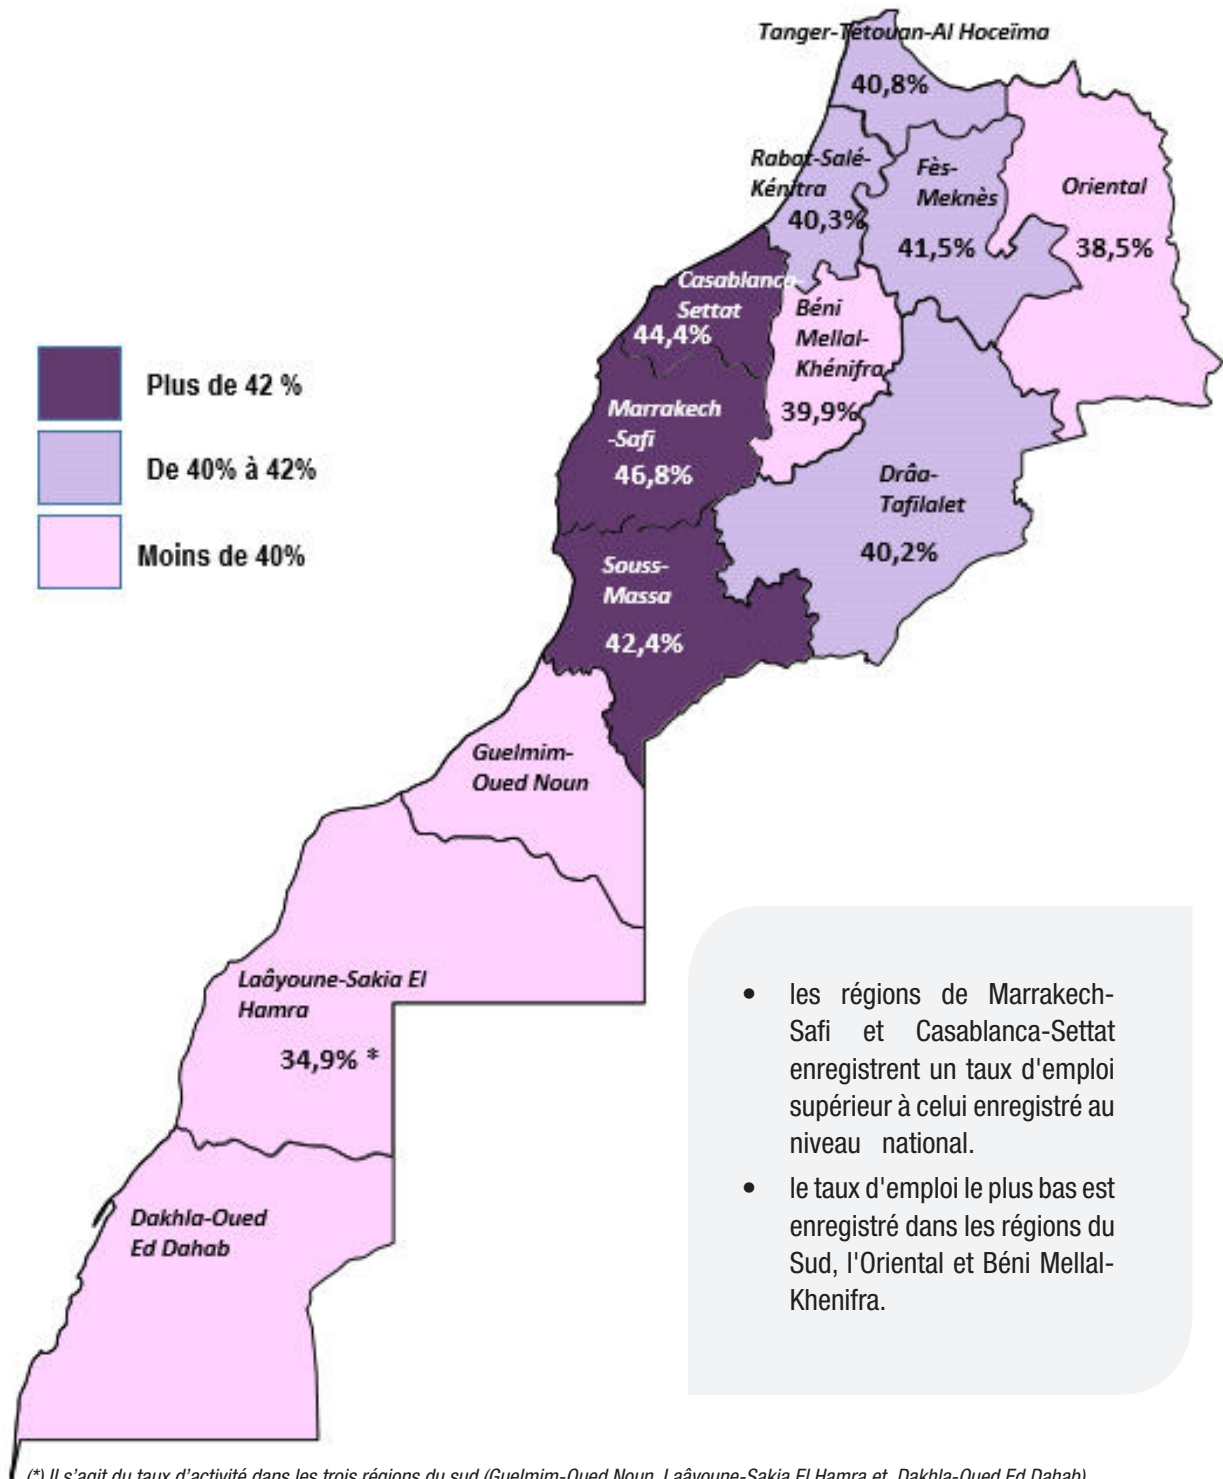 Tanger-Tétouan-Al Hoceïma
40,8%
Rabat-Salé-
Kénitra
40,3%
Fès-
Meknès
41,5%
Oriental
38,5%
Casablanca-
Settat
44,4%
Béni
Mellal-
Khénifra
39,9%
Plus de 42 %
De 40% à 42%
Moins de 40%
Marrakech
-Safi
46,8%
Drâa-
Tafilalet
40,2%
Souss-
Massa
42,4%
Guelmim-
Oued Noun
Laâyoune-Sakia El
Hamra
34,9% *
Dakhla-Oued
Ed Dahab
• les régions de Marrakech-
Safi et Casablanca-Settat
enregistrent un taux d'emploi
supérieur à celui enregistré au
niveau national.
• le taux d'emploi le plus bas est
enregistré dans les régions du
Sud, l'Oriental et Béni Mellal-
Khenifra.
(*) Il s'agit du taux d'activité dans les trois régions du sud (Guelmim-Oued Noun, Laâyoune-Sakia El Hamra et Dakhla-Oued Ed Dahab)